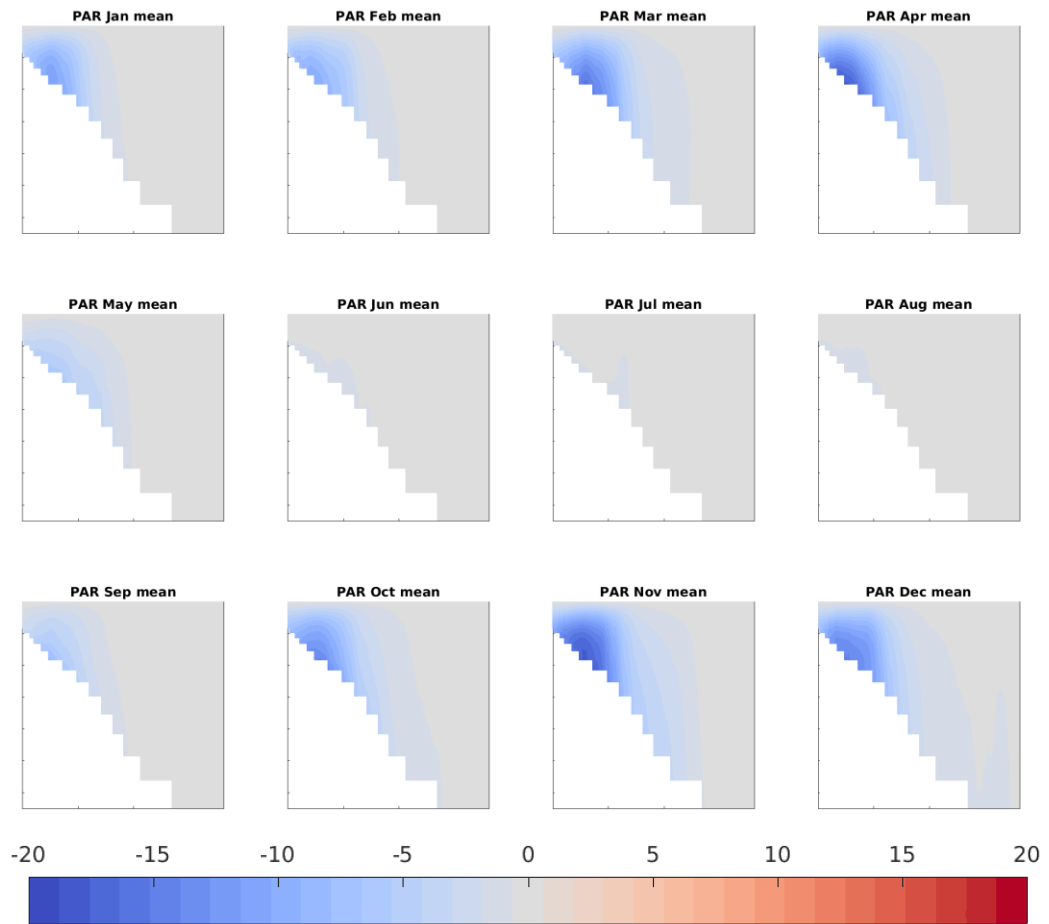 PAR Jan mean
PAR Feb mean
PAR Mar mean
PAR Apr mean
PAR May mean
PAR Jun mean
PAR Jul mean
PAR Aug mean
PAR Sep mean
PAR Oct mean
PAR Nov mean
PAR Dec mean
-20 -15 -10 -5 0 5 10 15 20